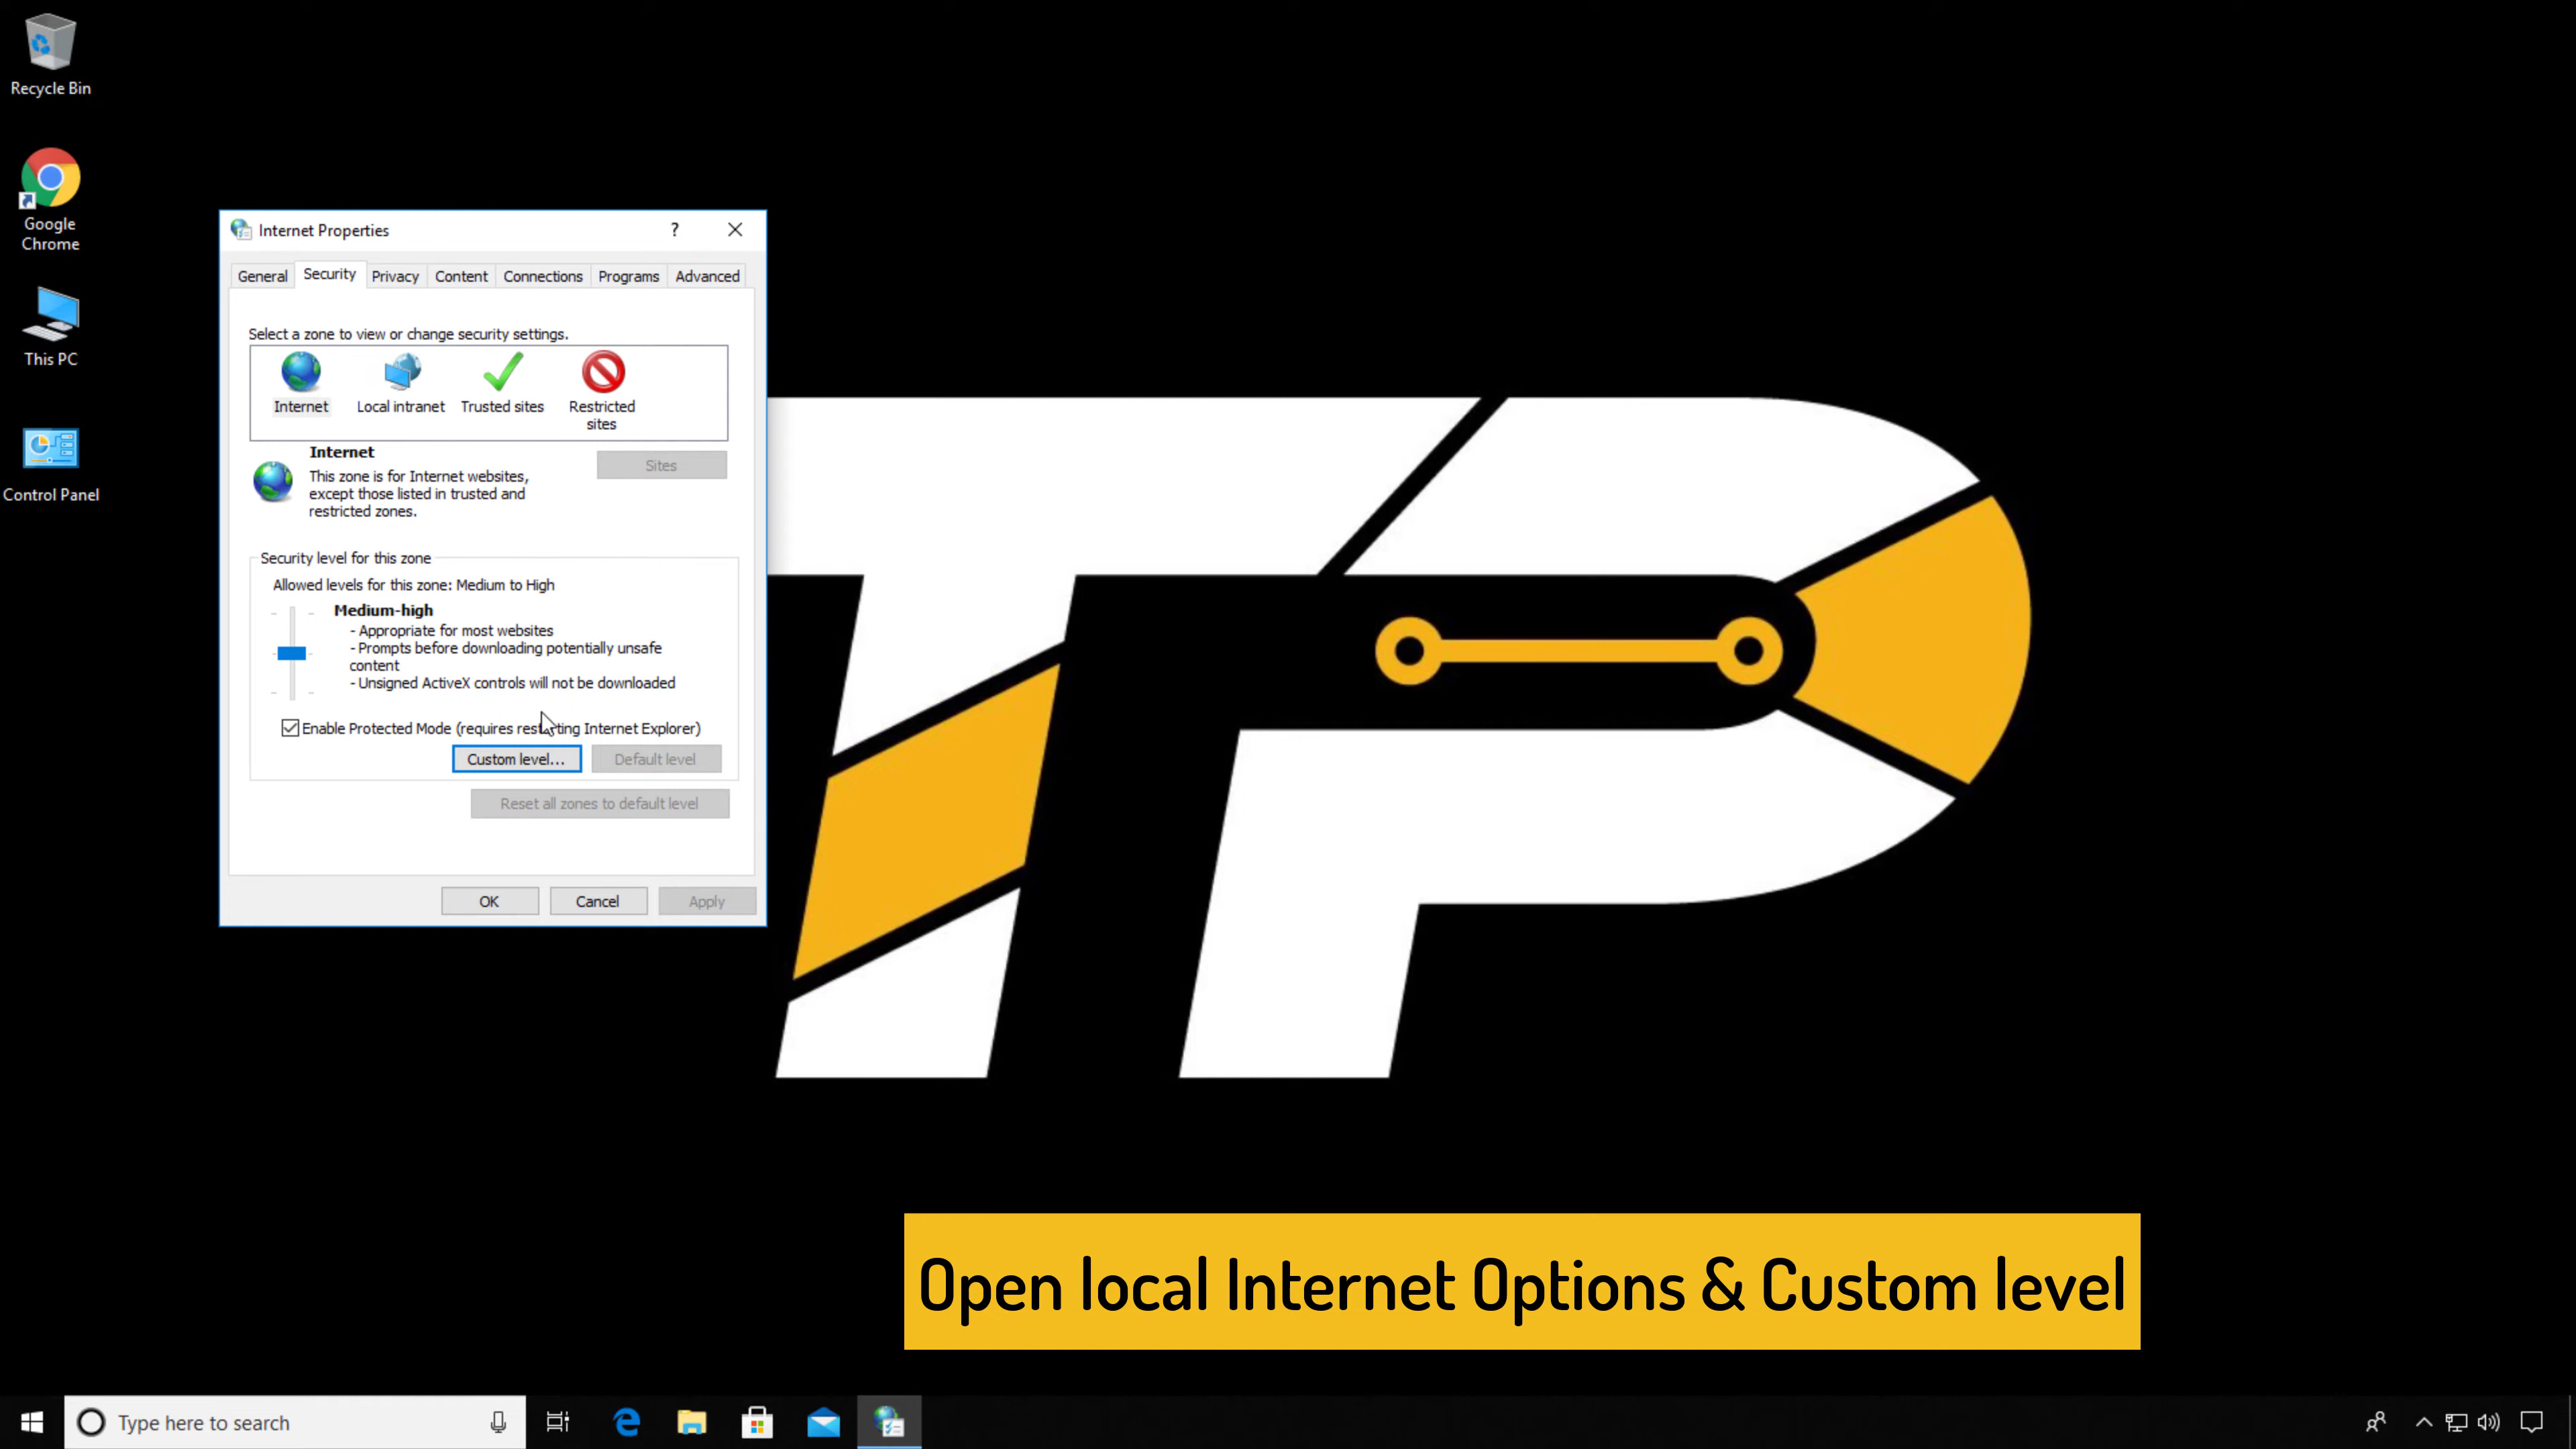 Recycle Bin
Google
Chrome
This PC
Control Panel
Internet Properties
?
General
Security
Privacy
Content
Connections
Programs
Advanced
Select a zone to view or change security settings.
Internet
Local intranet
Trusted sites
Restricted
sites
Internet
Sites
This zone is for Internet websites,
except those listed in trusted and
restricted zones.
Security level for this zone
Allowed levels for this zone: Medium to High
Medium-high
- Appropriate for most websites
- Prompts before downloading potentially unsafe
content
- Unsigned ActiveX controls will not be downloaded
Enable Protected Mode (requires restarting Internet Explorer)
Custom level...
Default level
Reset all zones to default level
OK
Cancel
Apply
TP
Open local Internet Options & Custom level
Type here to search